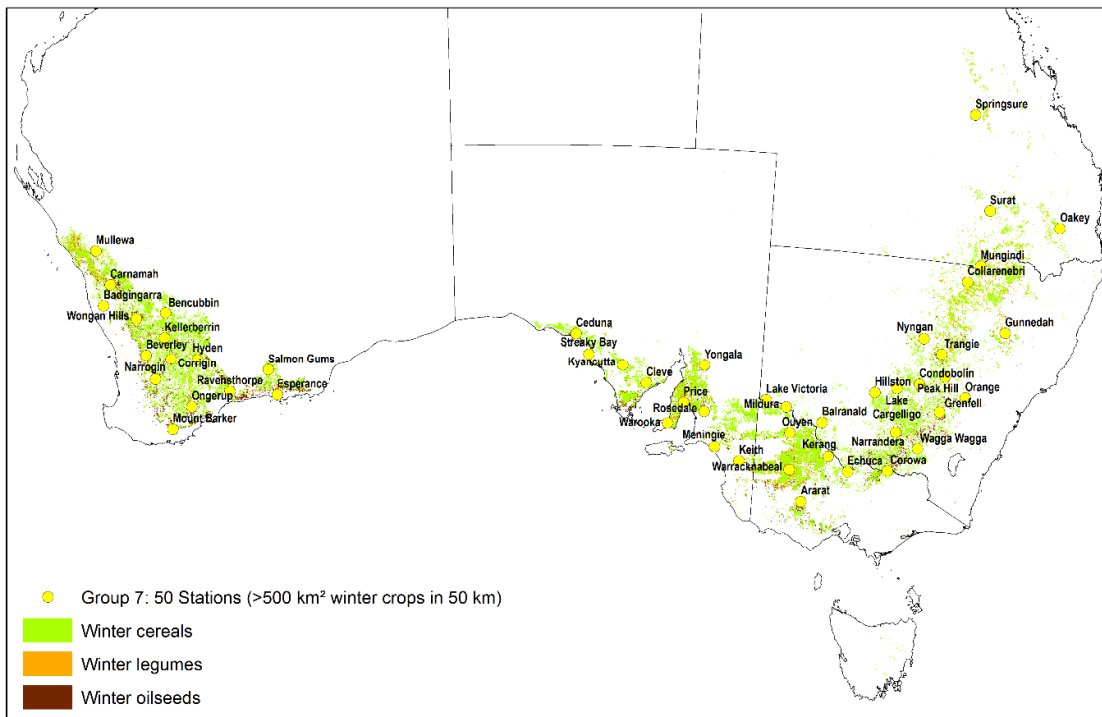 Springsure
Surat
Oakey
Mullewa
Mungindi
Carnamah
Collarenebri
Badgingarra
Bencubbin
Wongan Hills
Ceduna
Kellerberrin
Nyngan
Gunnedah
Streaky Bay
Beverley
Hyden
Trangie
Salmon Gums
Kyancutta
Yongala
Corrigin
Narrogin
Cleve
Condobolin
Ravensthorpe
Esperance
Hillston
Peak Hill
Orange
Price
Lake Victoria
Ongerup
Mildura
Lake
Grenfell
Rosedale
Balranald
Cargelligo
Mount Barker
Warooka
Ouyen
Meningie
Narrandera
Wagga Wagga
Keith
Kerang
Warracknabeal
Echuca
Corowa
Ararat
Group 7: 50 Stations (>500 km² winter crops in 50 km)
Winter cereals
Winter legumes
Winter oilseeds